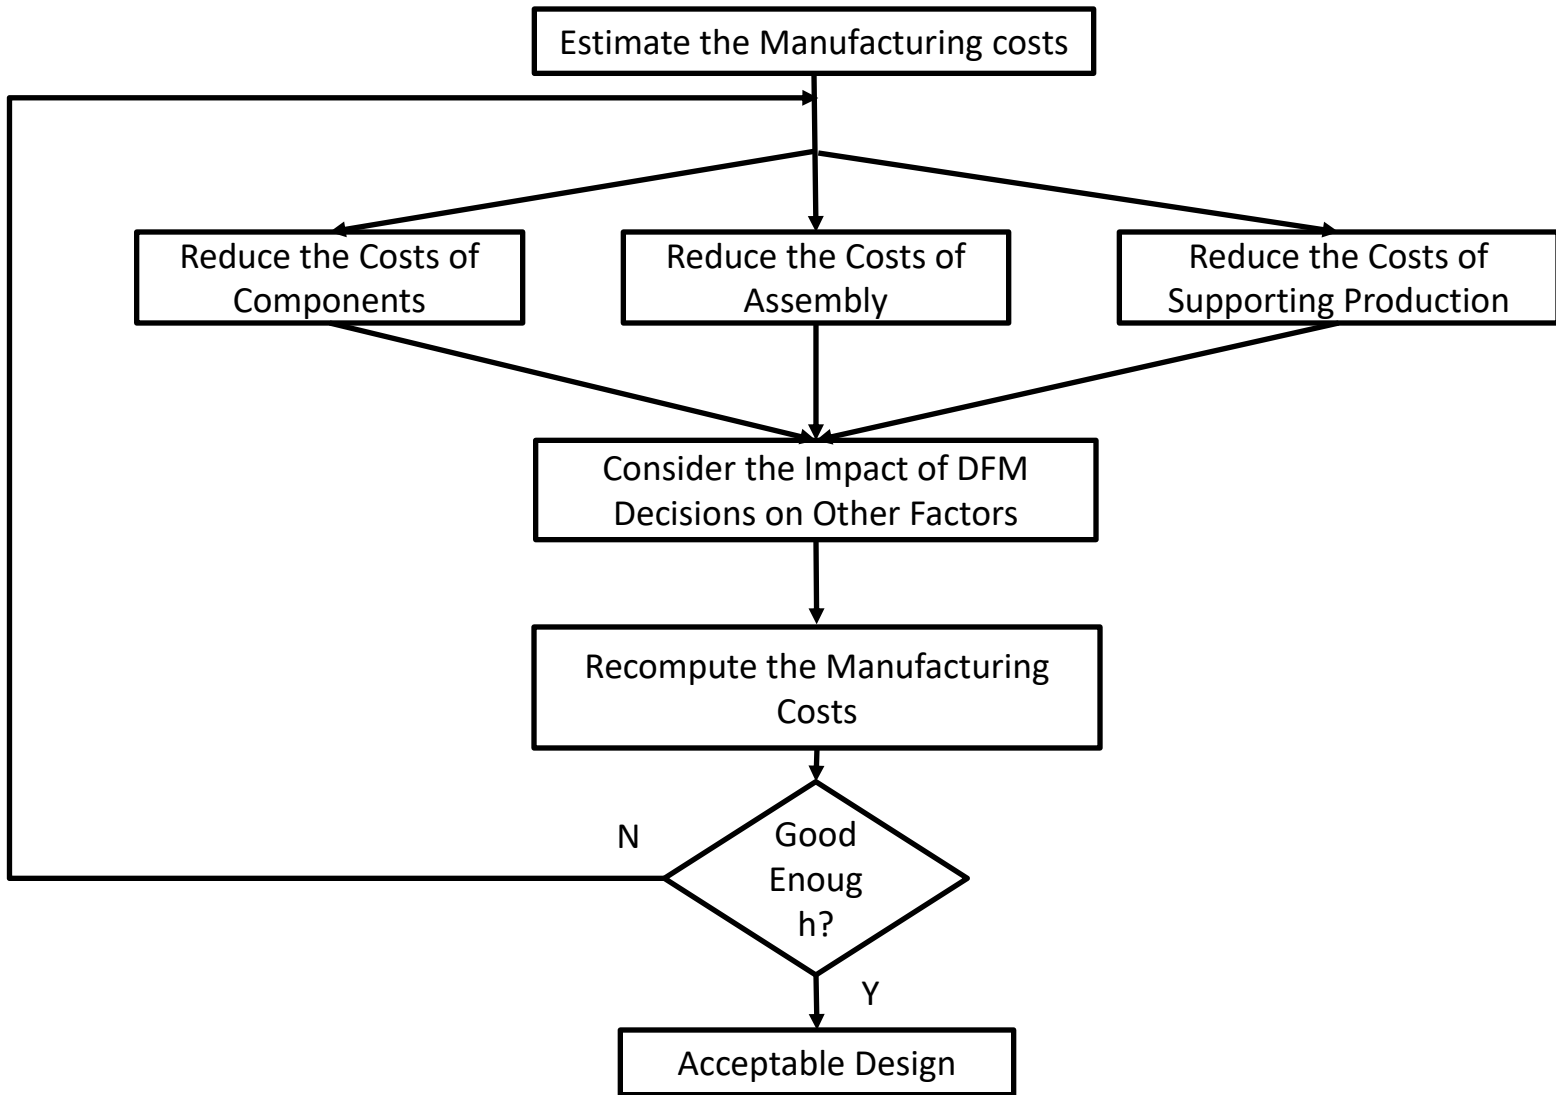 Estimate the Manufacturing costs
Reduce the Costs of
Components
Reduce the Costs of
Assembly
Reduce the Costs of
Supporting Production
Consider the Impact of DFM
Decisions on Other Factors
Recompute the Manufacturing
Costs
N
Good
Enoug
h?
Y
Acceptable Design